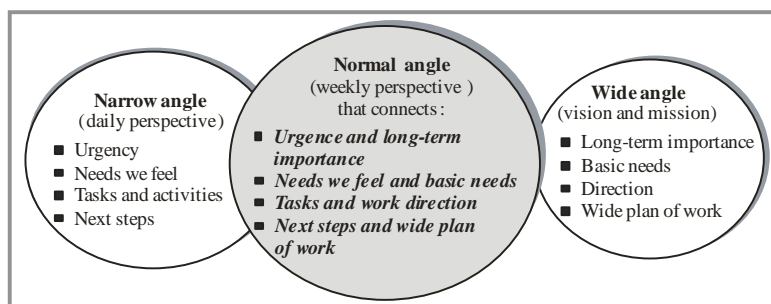 Narrow angle
(daily perspective)
■ Urgency
■ Needs we feel
■ Tasks and activities
■ Next steps
Normal angle
(weekly perspective )
that connects:
■ Urgence and long-term
importance
■ Needs we feel and basic needs
■ Tasks and work direction
■ Next steps and wide plan
of work
Wide angle
(vision and mission)
■ Long-term importance
■ Basic needs
■ Direction
■ Wide plan of work